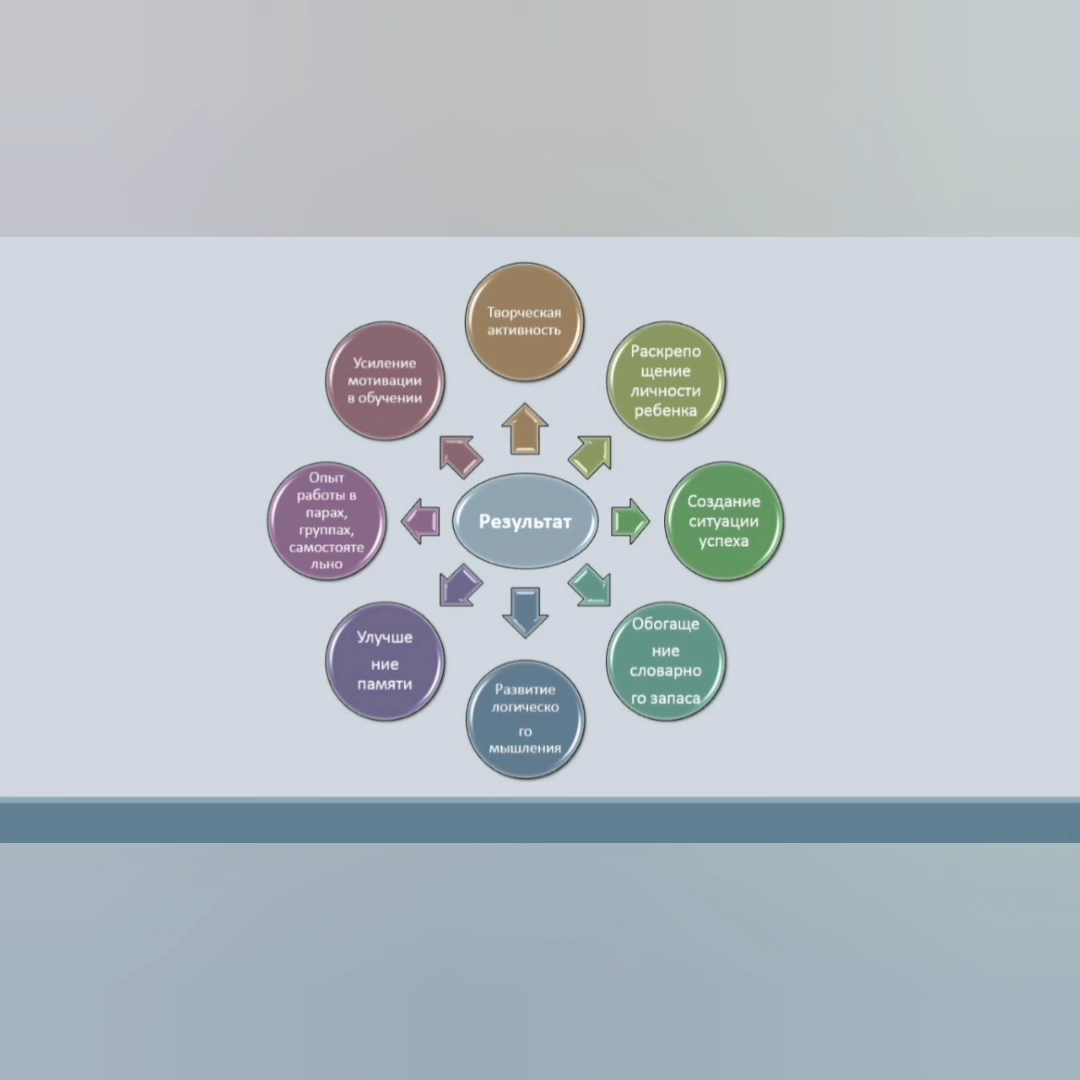 Творческая
активность
Раскрепо
щение
личности
ребенка
Создание
ситуации
успеха
Обогаще
ние
словарно
го запаса
Развитие
логическо
го
мышления
Улучше
ние
памяти
Опыт
работы в
парах,
группах,
самостояте
льно
Усиление
мотивации
в обучении
Результат